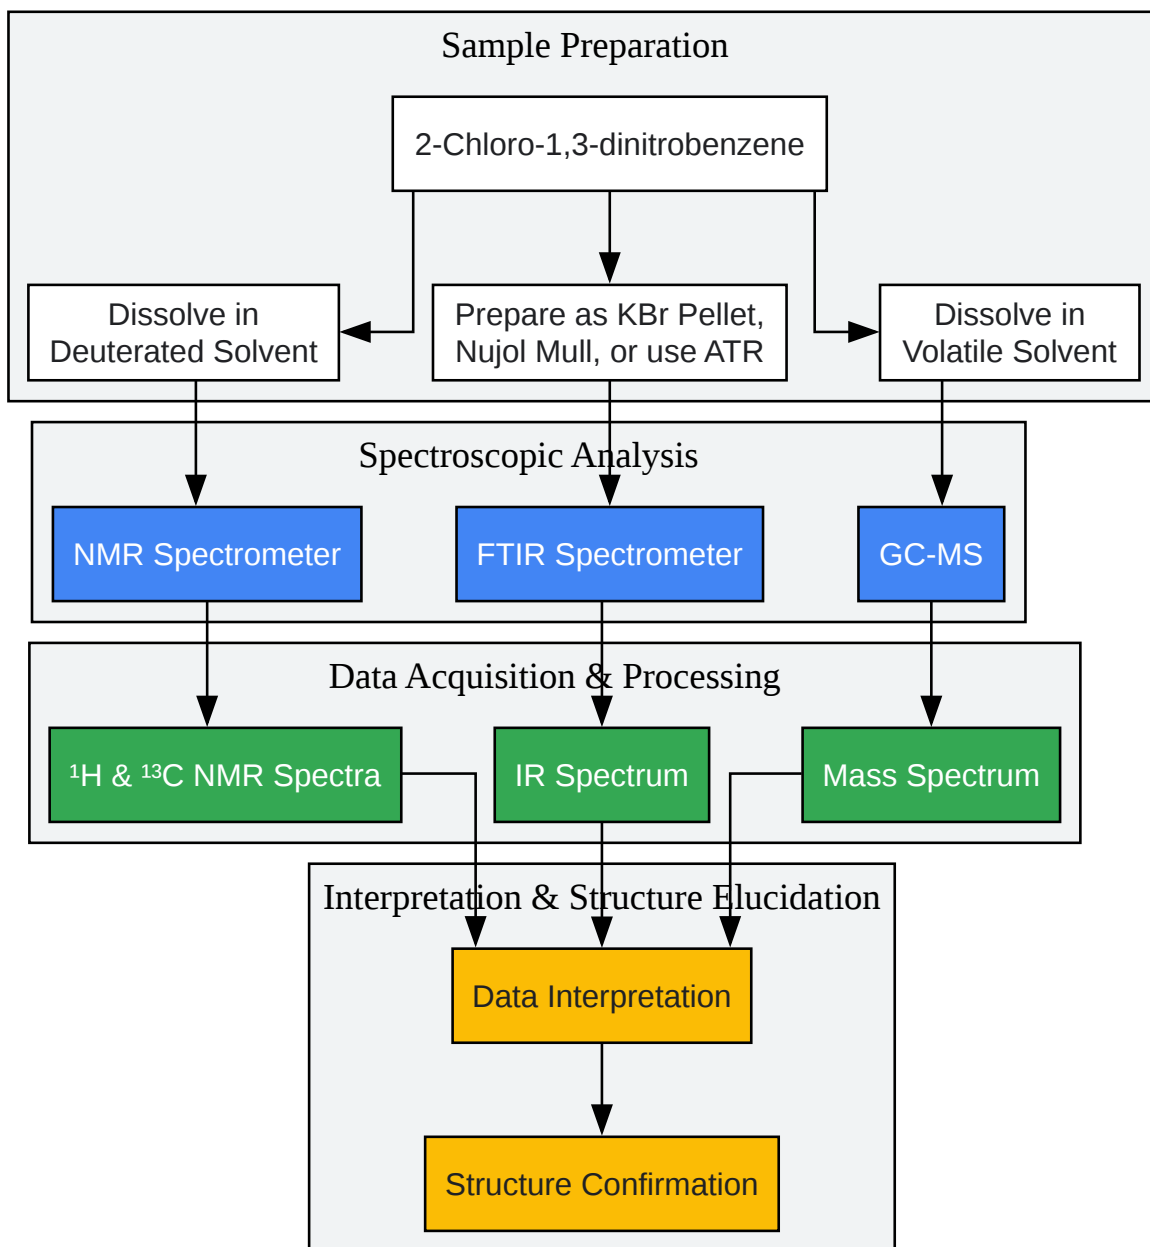 Sample Preparation
2-Chloro-1,3-dinitrobenzene
Dissolve in
Deuterated Solvent
Prepare as KBr Pellet,
Nujol Mull, or use ATR
Dissolve in
Volatile Solvent
Spectroscopic Analysis
NMR Spectrometer
FTIR Spectrometer
GC-MS
Data Acquisition & Processing
¹H & ¹³C NMR Spectra
IR Spectrum
Mass Spectrum
Interpretation & Structure Elucidation
Data Interpretation
Structure Confirmation